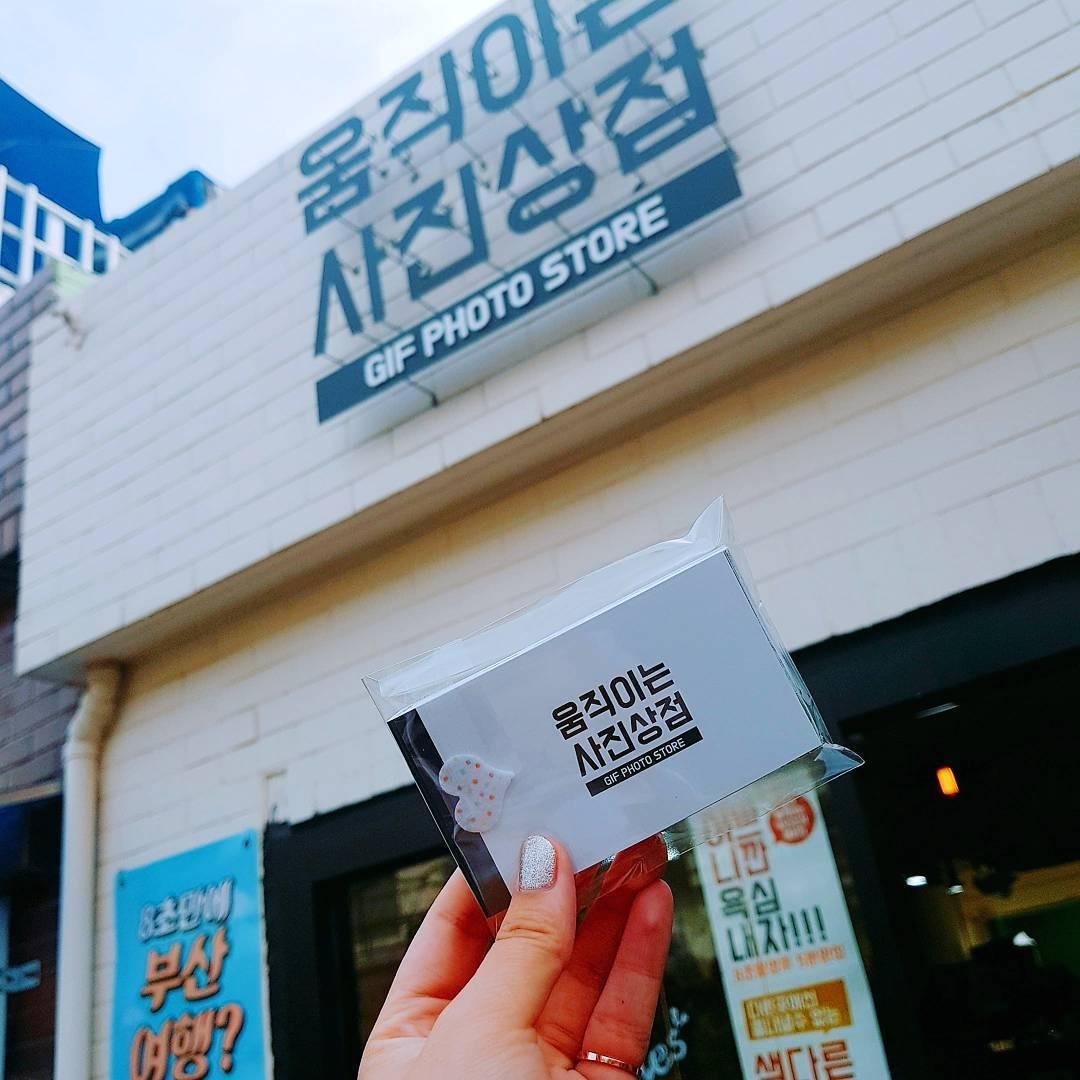 움직이는
사진상점
GIF PHOTO STORE
움직이는
사진상점
GIF PHOTO STORE
8초만에
부산
여행?
니깐
욕심
내자!!!
색다른